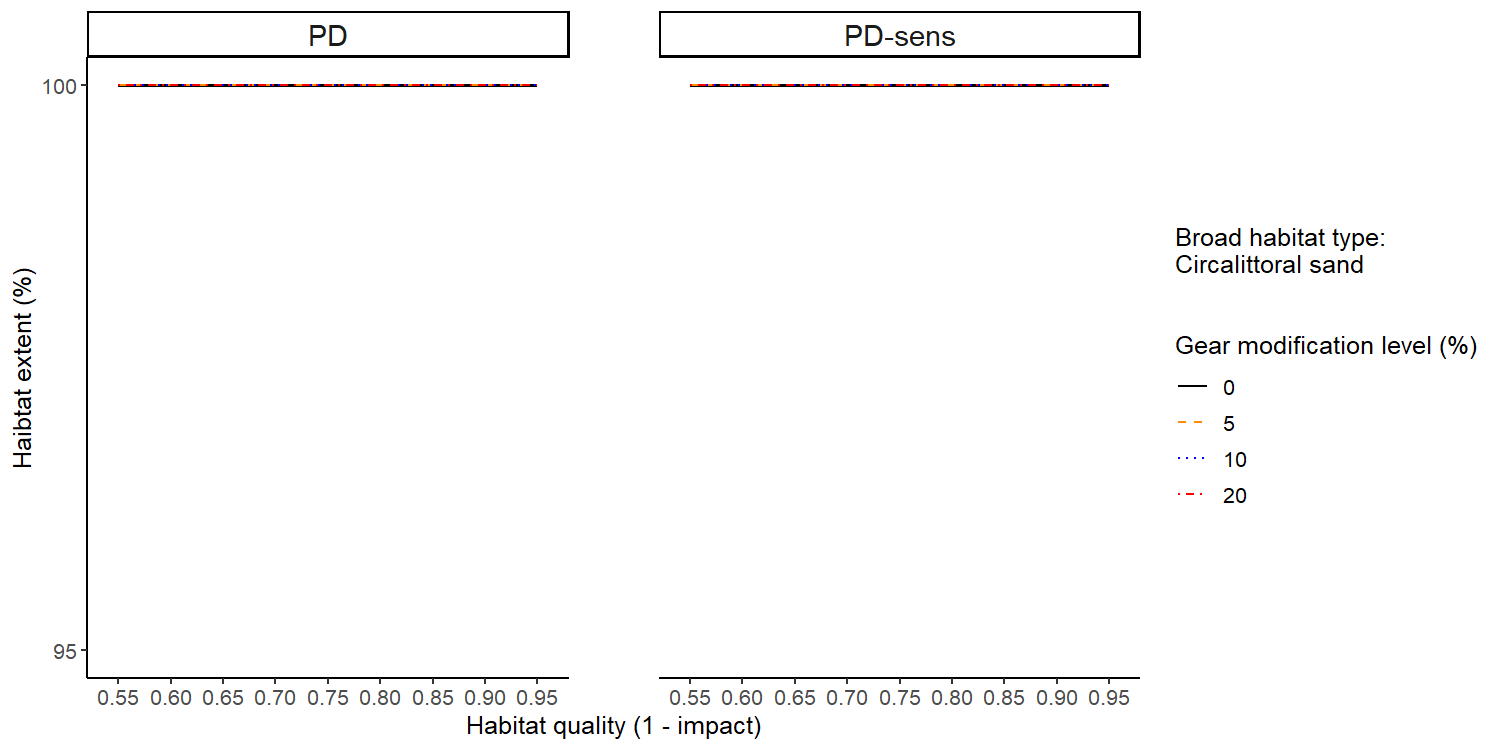 PD
PD-sens
100
95
Haibtat extent (%)
0.55 0.60 0.65 0.70 0.75 0.80 0.85 0.90 0.95
0.55 0.60 0.65 0.70 0.75 0.80 0.85 0.90 0.95
Habitat quality (1 - impact)
Broad habitat type:
Circalittoral sand
Gear modification level (%)
0
5
10
20